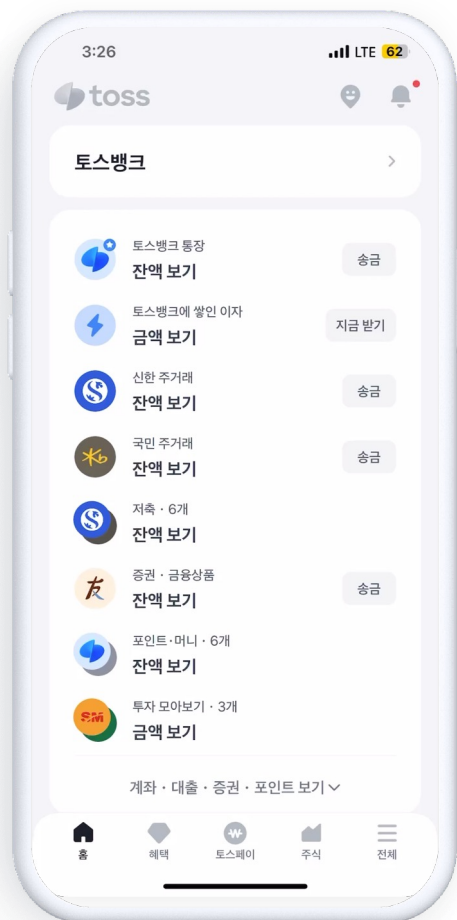 3:26
LTE 62
toss
토스뱅크
토스뱅크 통장
잔액 보기
송금
토스뱅크에 쌓인 이자
금액 보기
지금 받기
신한 주거래
잔액 보기
송금
국민 주거래
잔액 보기
송금
저축 · 6개
잔액 보기
증권 · 금융상품
잔액 보기
송금
포인트·머니 · 6개
잔액 보기
SM
투자 모아보기 · 3개
금액 보기
계좌 · 대출 · 증권 · 포인트 보기
홈
혜택
토스페이
주식
전체